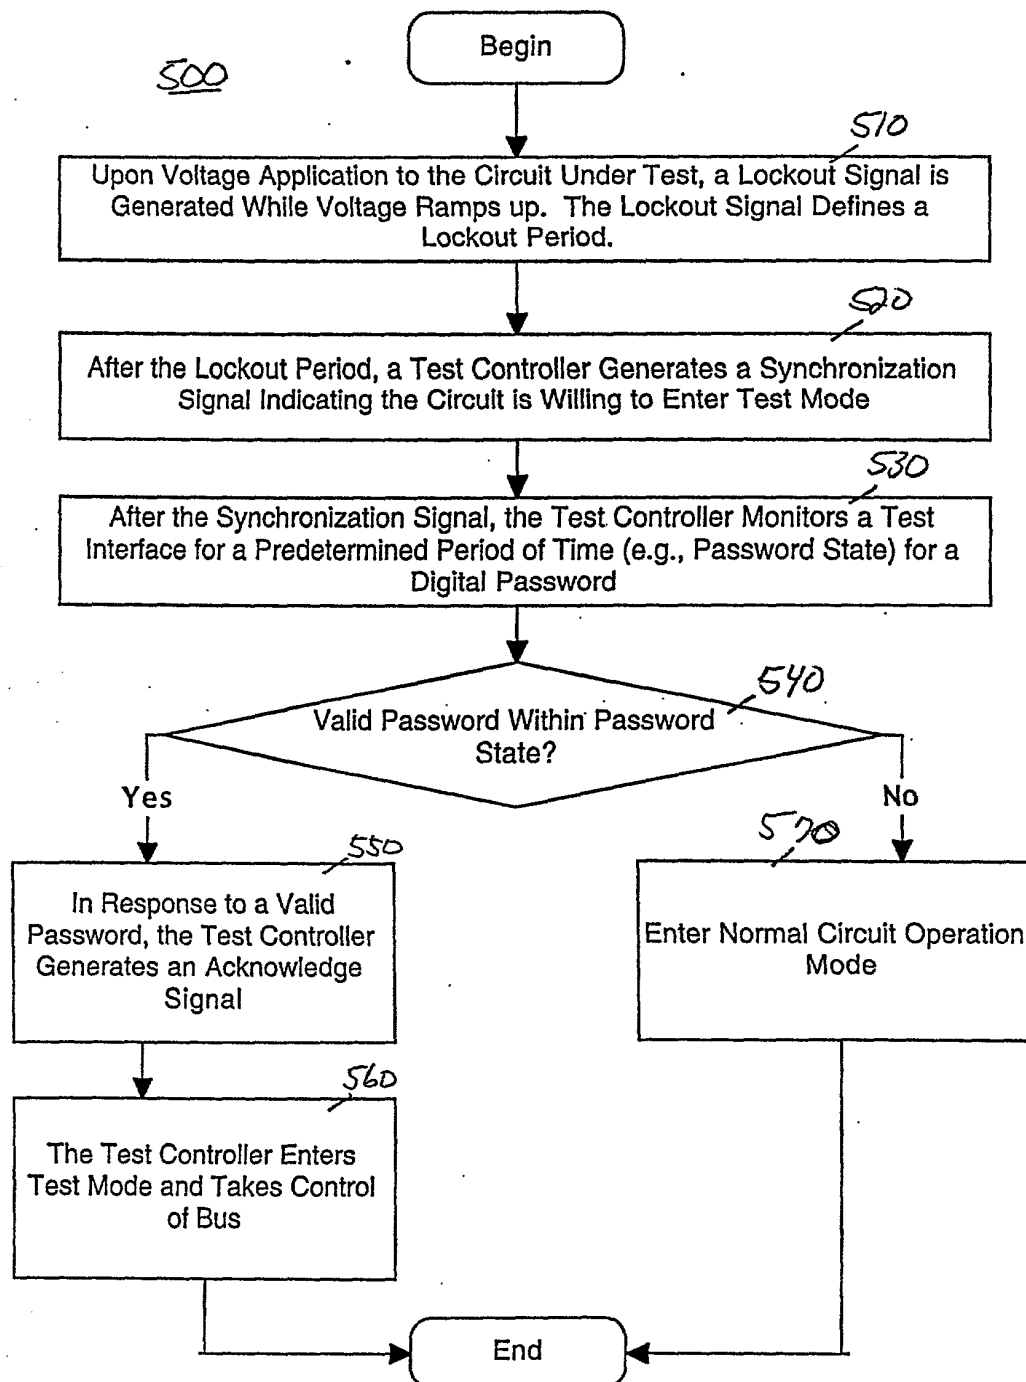 Begin
500
510
Upon Voltage Application to the Circuit Under Test, a Lockout Signal is
Generated While Voltage Ramps up. The Lockout Signal Defines a
Lockout Period.
520
After the Lockout Period, a Test Controller Generates a Synchronization
Signal Indicating the Circuit is Willing to Enter Test Mode
530
After the Synchronization Signal, the Test Controller Monitors a Test
Interface for a Predetermined Period of Time (e.g., Password State) for a
Digital Password
540
Valid Password Within Password
State?
Yes
No
550
In Response to a Valid
Password, the Test Controller
Generates an Acknowledge
Signal
570
Enter Normal Circuit Operation
Mode
560
The Test Controller Enters
Test Mode and Takes Control
of Bus
End